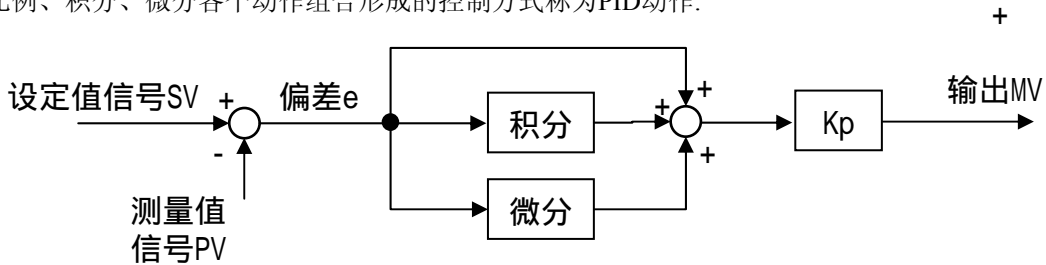 例、积分、微分各个动作组合形成的控制方式称为PID动作.
+
设定值信号SV
+
偏差e
-
积分
微分
+
+
+
Kp
输出MV
测量值
信号PV